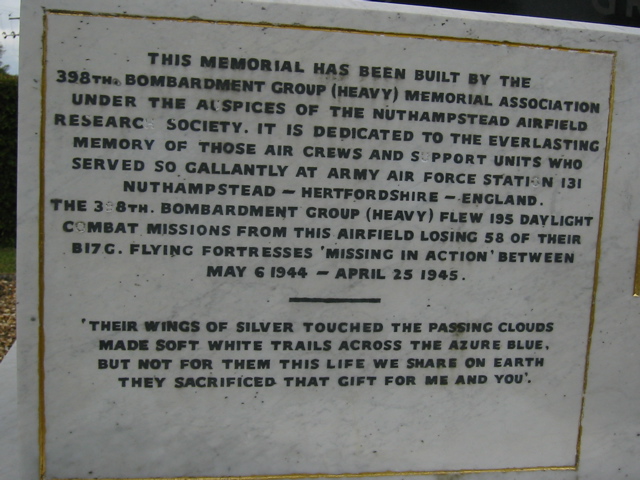 THIS MEMORIAL HAS BEEN BUILT BY THE
398TH. BOMBARDMENT GROUP (HEAVY) MEMORIAL ASSOCIATION
UNDER THE AUSPICES OF THE NUTHAMPSTEAD AIRFIELD
RESEARCH SOCIETY. IT IS DEDICATED TO THE EVERLASTING
MEMORY OF THOSE AIR CREWS AND SUPPORT UNITS WHO
SERVED SO GALLANTLY AT ARMY AIR FORCE STATION 131
NUTHAMPSTEAD – HERTFORDSHIRE – ENGLAND.
THE 398TH. BOMBARDMENT GROUP (HEAVY) FLEW 195 DAYLIGHT
COMBAT MISSIONS FROM THIS AIRFIELD LOSING 58 OF THEIR
B17G. FLYING FORTRESSES 'MISSING IN ACTION' BETWEEN
MAY 6 1944 – APRIL 25 1945.
'THEIR WINGS OF SILVER TOUCHED THE PASSING CLOUDS
MADE SOFT WHITE TRAILS ACROSS THE AZURE BLUE,
BUT NOT FOR THEM THIS LIFE WE SHARE ON EARTH
THEY SACRIFICED THAT GIFT FOR ME AND YOU'.